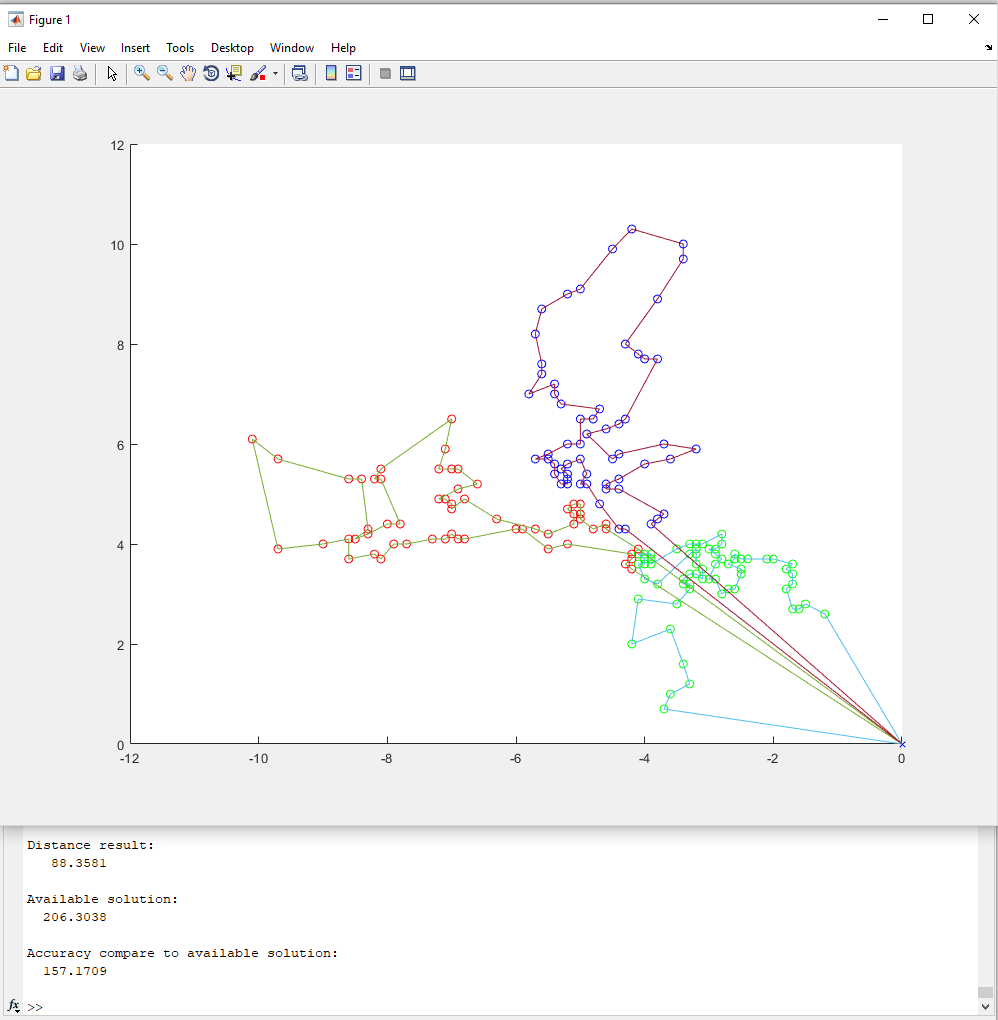 Figure 1
File Edit View Insert Tools Desktop Window Help
12
10
8
6
4
2
0
-12 -10 -8 -6 -4 -2 0
Distance result:
88.3581
Available solution:
206.3038
Accuracy compare to available solution:
157.1709
fx >>